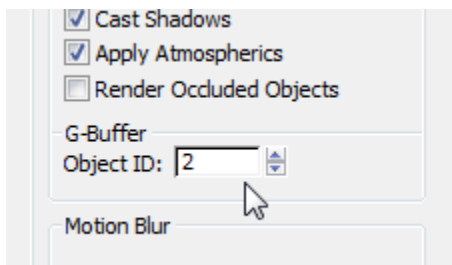 Cast Shadows
Apply Atmospherics
Render Occluded Objects
G-Buffer
Object ID: 2
Motion Blur